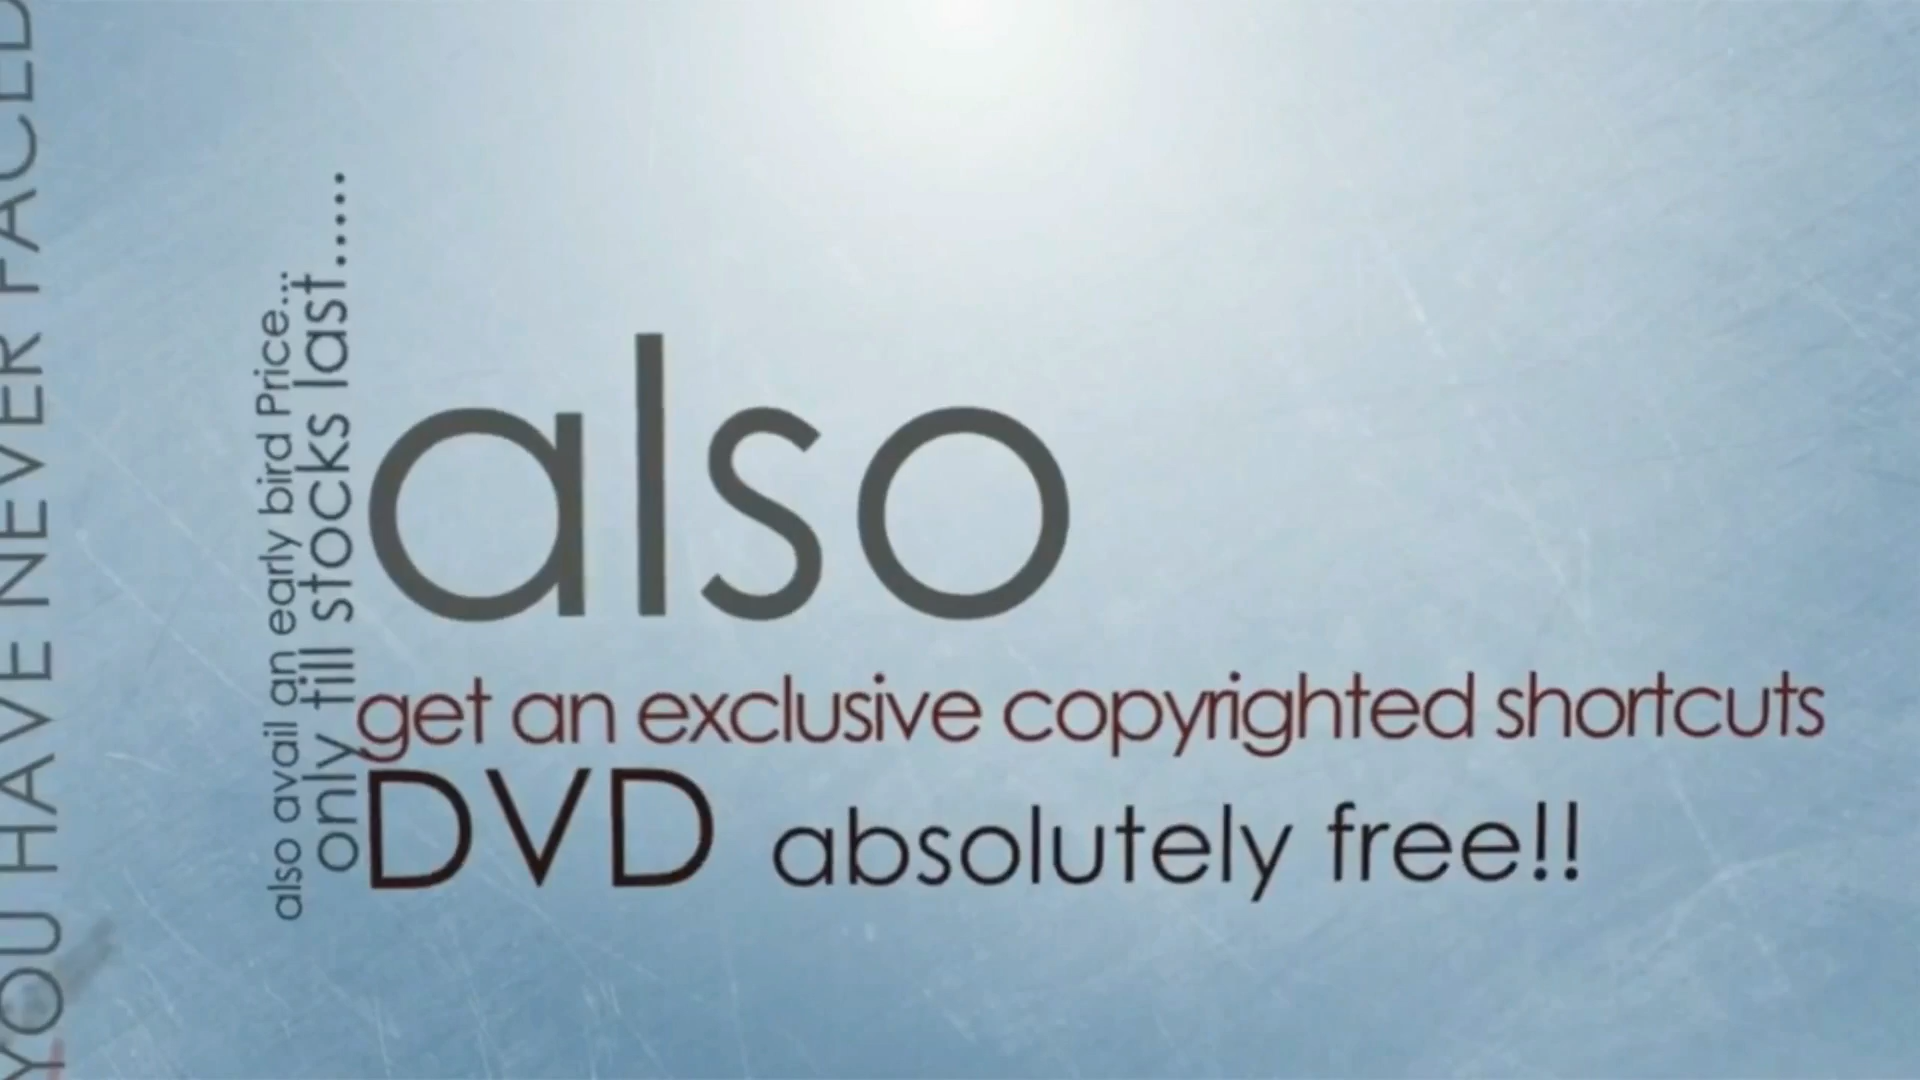 YOU HAVE NEVER FACED
also avail an early bird Price....
only till stocks last.....
also
get an exclusive copyrighted shortcuts
DVD absolutely free!!